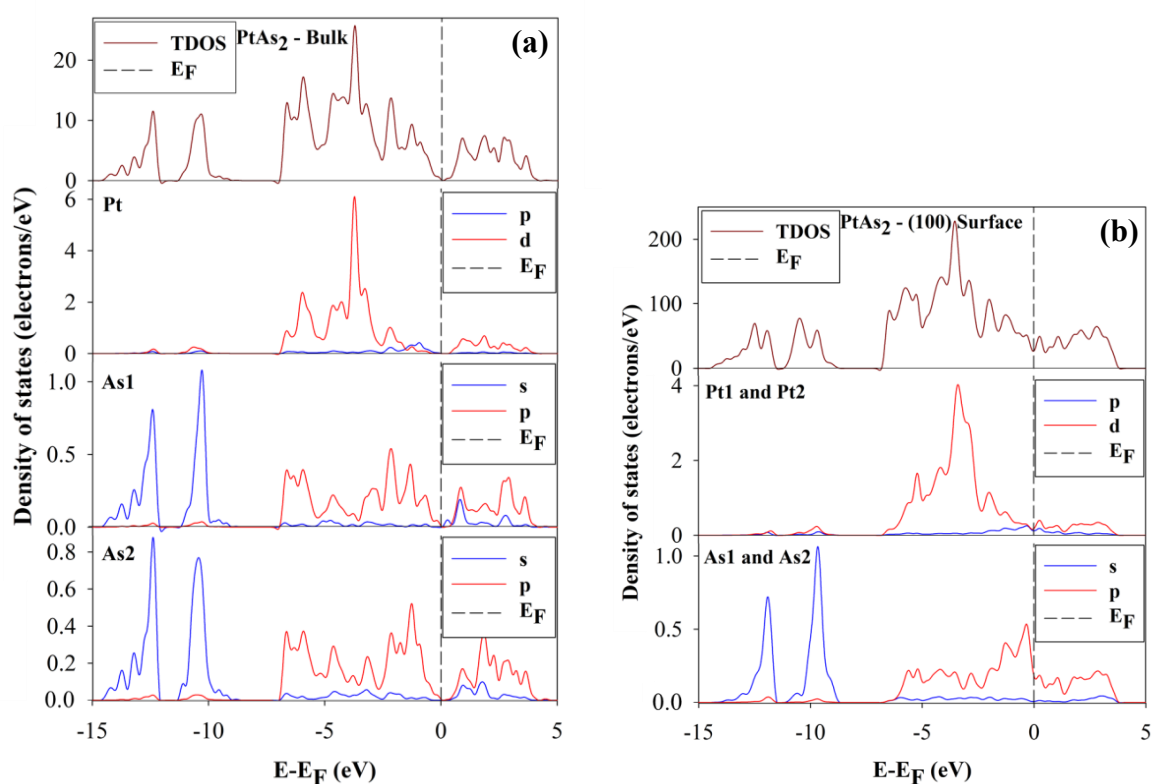 (a)
PtAs2 - Bulk
TDOS
EF
20
10
0
Pt
p
d
EF
6
4
2
0
As1
s
p
EF
1.0
0.5
0.0
As2
s
p
EF
0.8
0.6
0.4
0.2
0.0
-15 -10 -5 0 5
E-EF (eV)
Density of states (electrons/eV)
(b)
PtAs2 - (100) Surface
TDOS
EF
200
100
0
Pt1 and Pt2
p
d
EF
4
2
0
As1 and As2
s
p
EF
1.0
0.5
0.0
-15 -10 -5 0 5
E-EF (eV)
Density of states (electrons/eV)